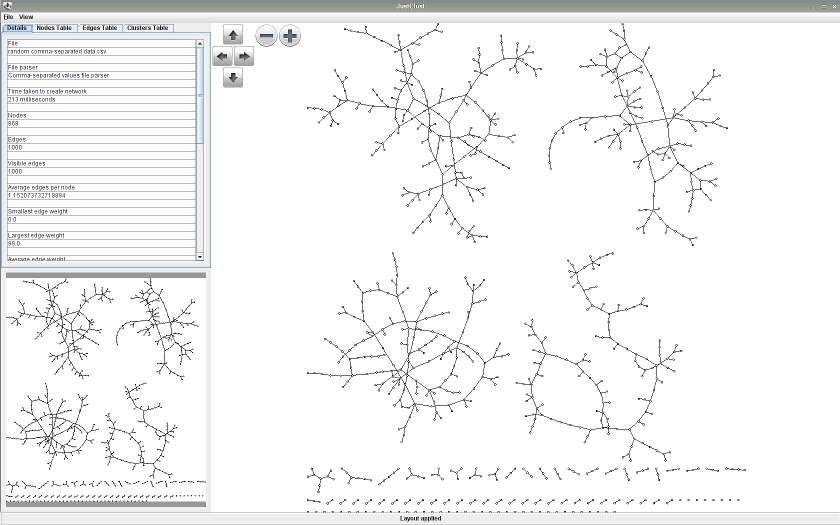 JustClust
File View
Details Nodes Table Edges Table Clusters Table
File
random comma-separated data.csv
File parser
Comma-separated values file parser
Time taken to create network
213 milliseconds
Nodes
868
Edges
1000
Visible edges
1000
Average edges per node
1.152073732718894
Smallest edge weight
0.0
Largest edge weight
99.0
Average edge weight
Layout applied